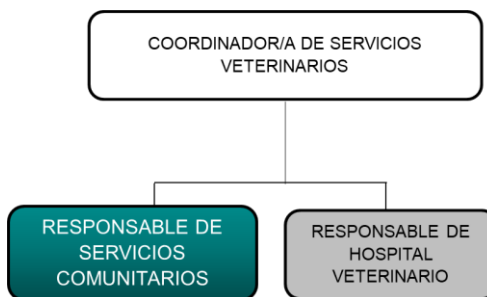 COORDINADOR/A DE SERVICIOS
VETERINARIOS
RESPONSABLE DE
SERVICIOS
COMUNITARIOS
RESPONSABLE DE
HOSPITAL
VETERINARIO